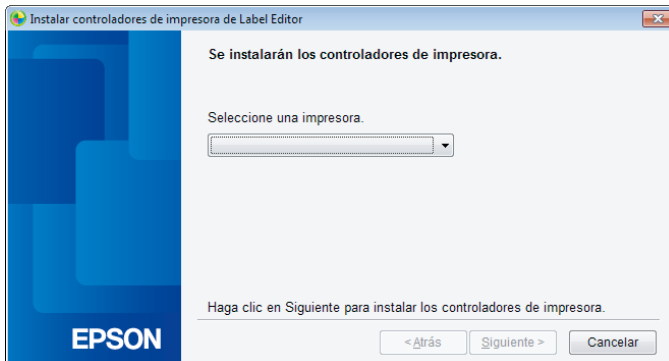 Instalar controladores de impresora de Label Editor
Se instalarán los controladores de impresora.
Seleccione una impresora.
Haga clic en Siguiente para instalar los controladores de impresora.
EPSON
< Atrás
Siguiente >
Cancelar